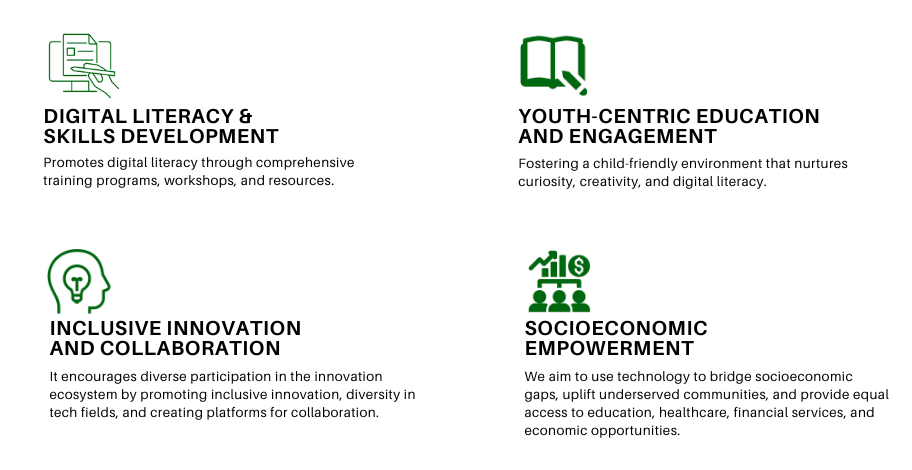 DIGITAL LITERACY &
SKILLS DEVELOPMENT
Promotes digital literacy through comprehensive
training programs, workshops, and resources.
YOUTH-CENTRIC EDUCATION
AND ENGAGEMENT
Fostering a child-friendly environment that nurtures
curiosity, creativity, and digital literacy.
INCLUSIVE INNOVATION
AND COLLABORATION
It encourages diverse participation in the innovation
ecosystem by promoting inclusive innovation, diversity in
tech fields, and creating platforms for collaboration.
$
SOCIOECONOMIC
EMPOWERMENT
We aim to use technology to bridge socioeconomic
gaps, uplift underserved communities, and provide equal
access to education, healthcare, financial services, and
economic opportunities.